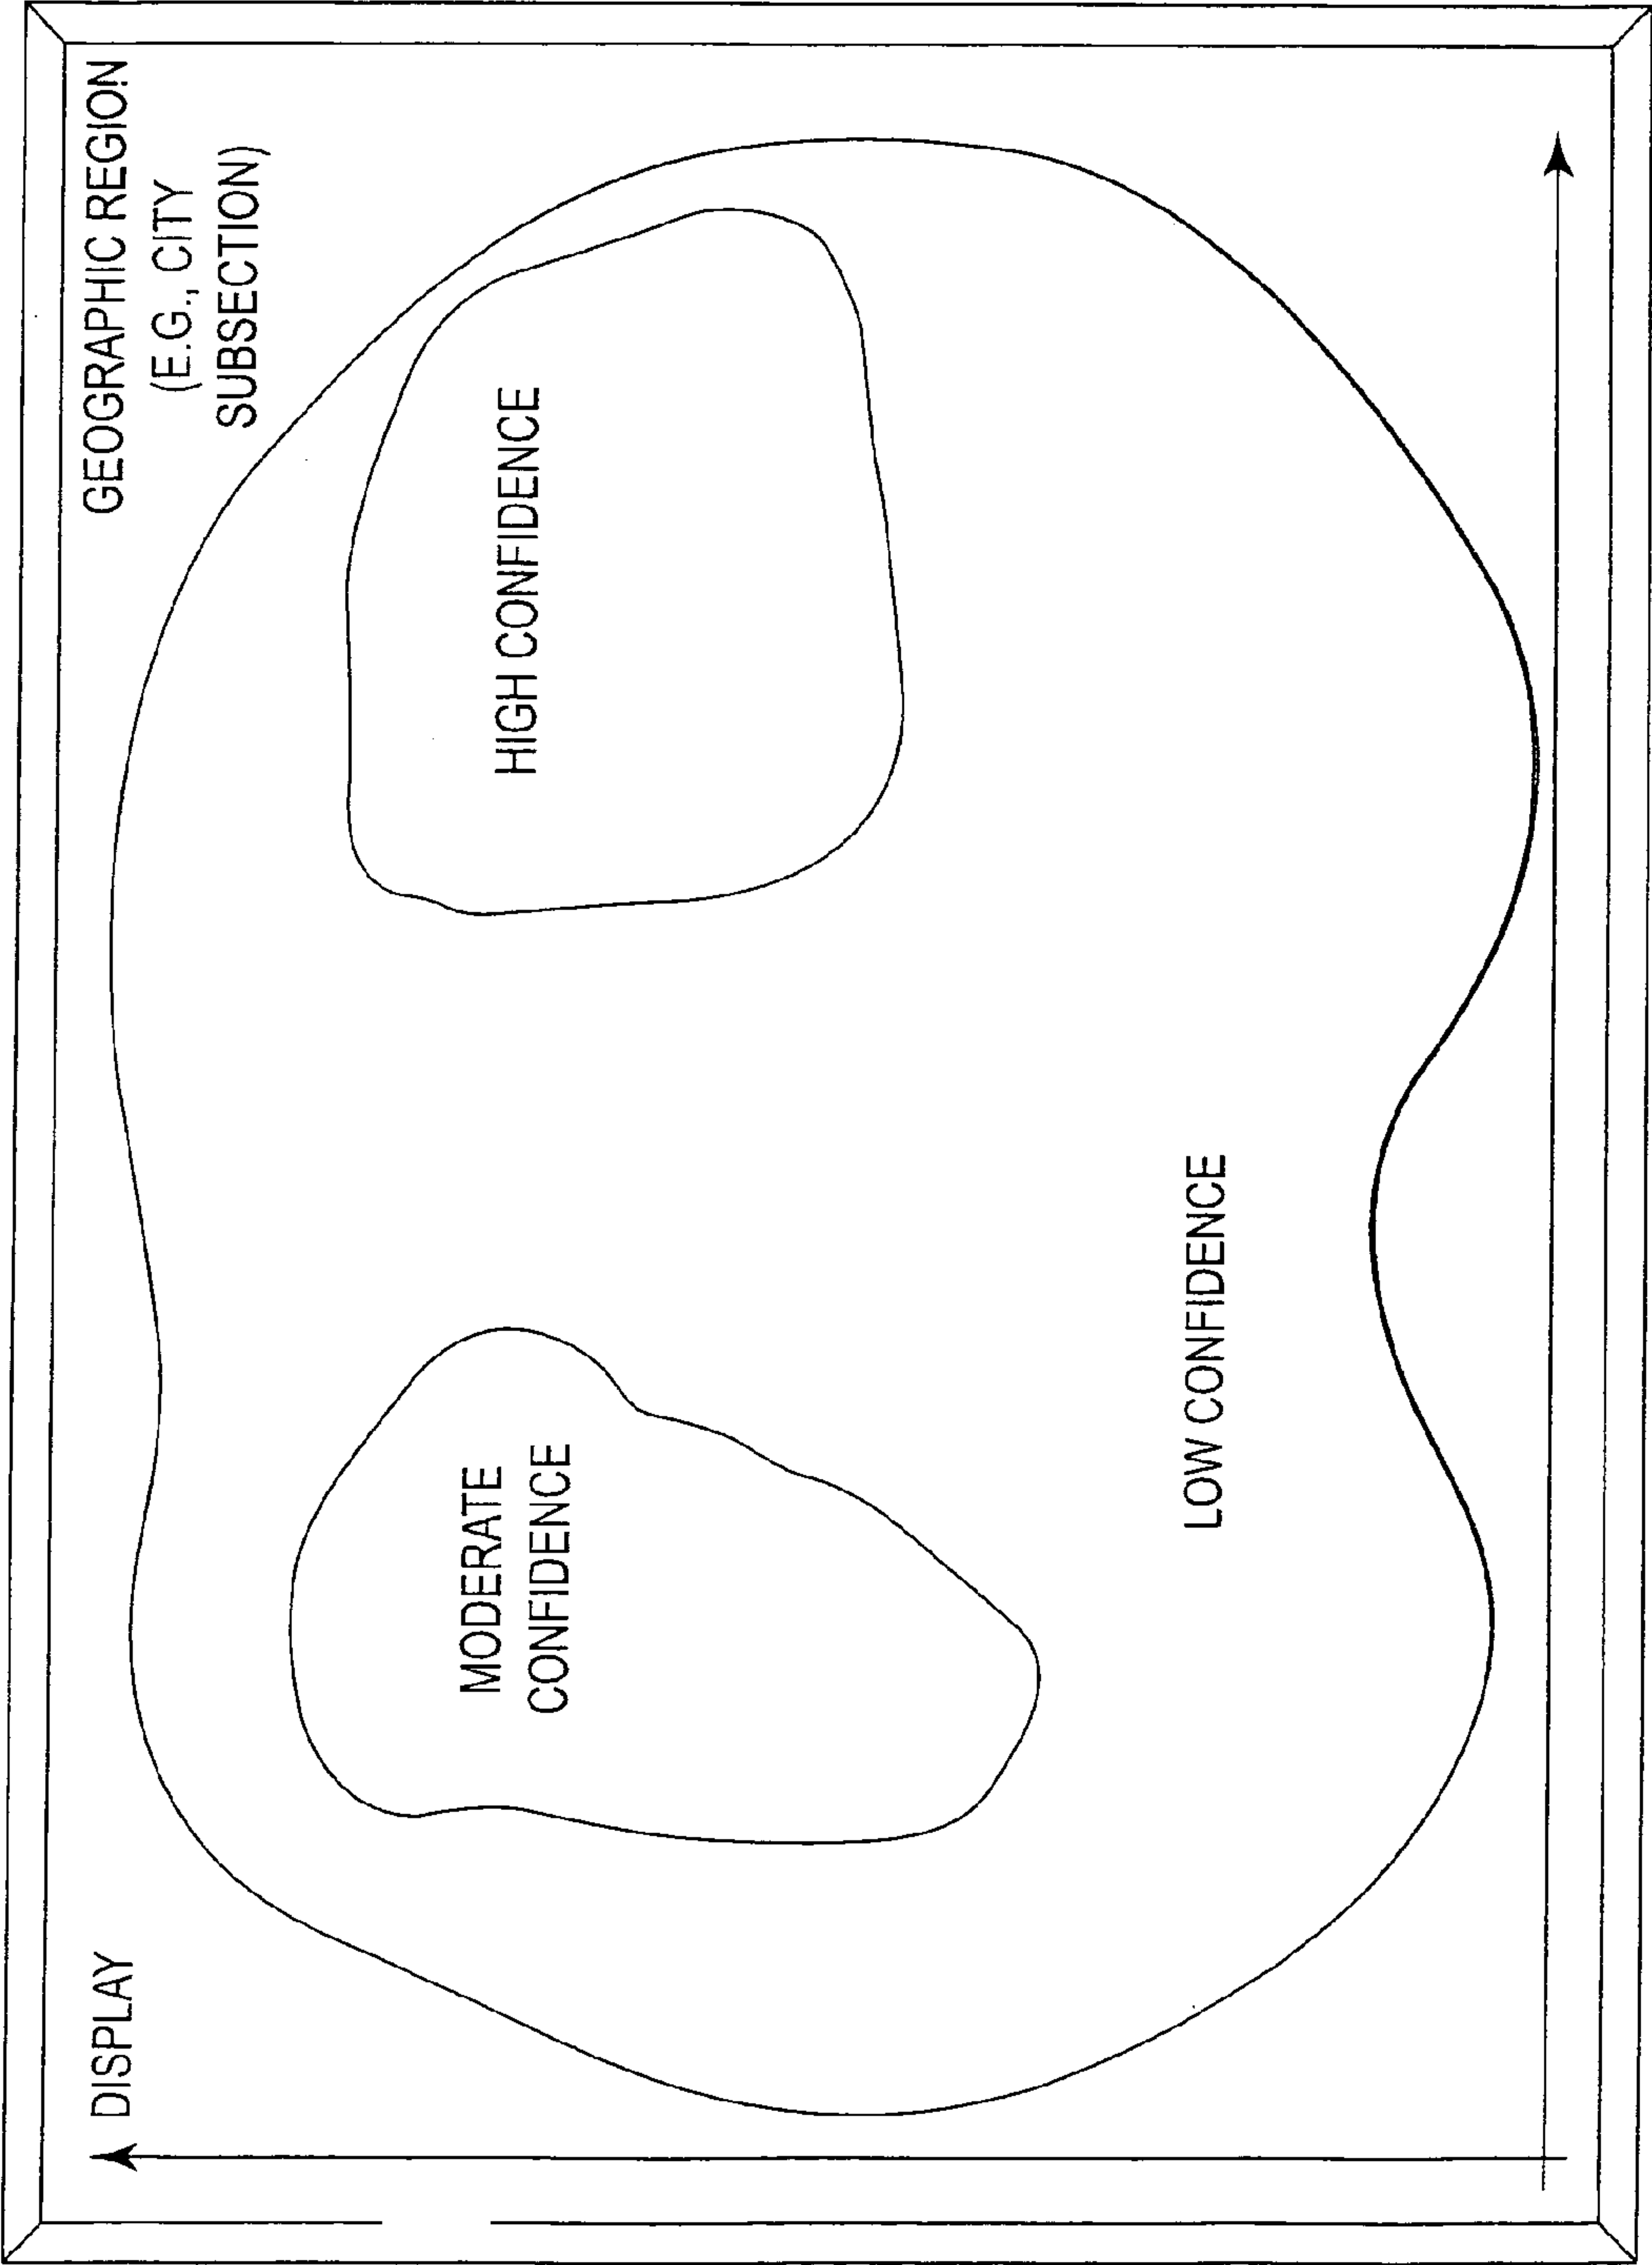 DISPLAY
GEOGRAPHIC REGION
(E.G., CITY
SUBSECTION)
MODERATE
CONFIDENCE
HIGH CONFIDENCE
LOW CONFIDENCE